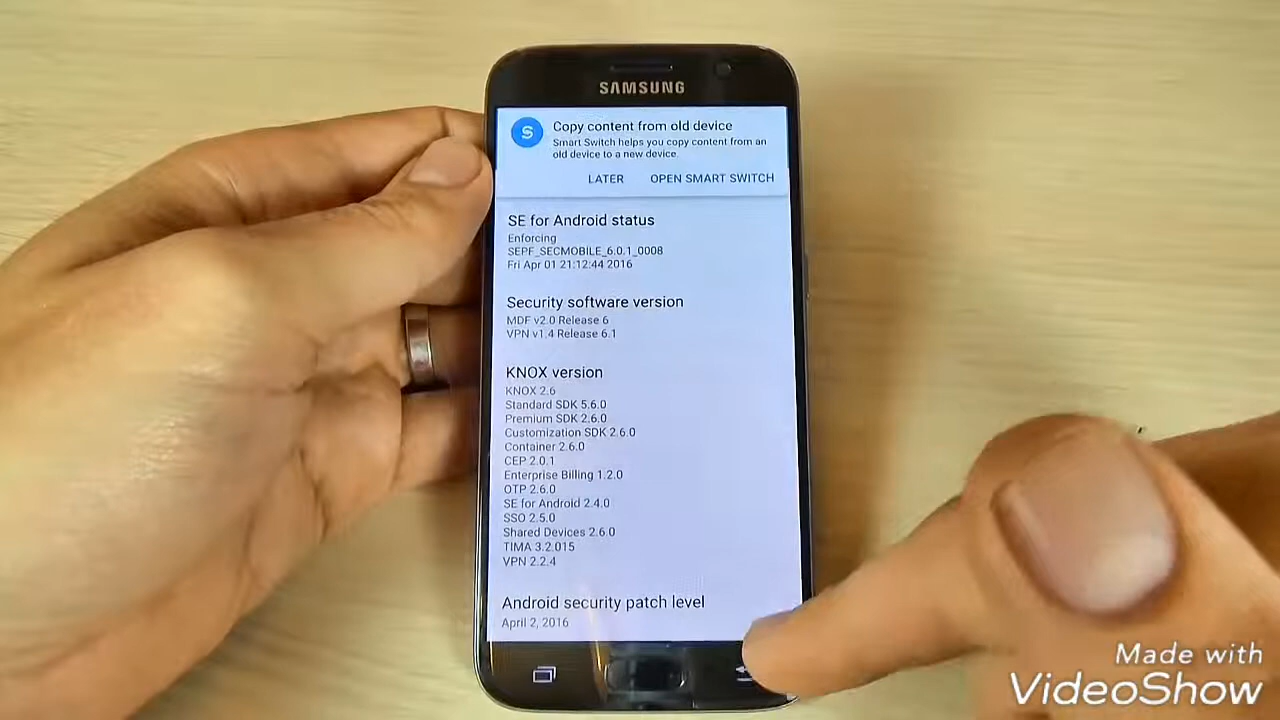 SAMSUNG
Copy content from old device
Smart Switch helps you copy content from an
old device to a new device.
LATER OPEN SMART SWITCH
SE for Android status
Enforcing
SEPF_SECMOBILE_6.0.1_0008
Fri Apr 01 21:12:44 2016
Security software version
MDF v2.0 Release 6
VPN v1.4 Release 6.1
KNOX version
KNOX 2.6
Standard SDK 5.6.0
Premium SDK 2.6.0
Customization SDK 2.6.0
Container 2.6.0
CEP 2.0.1
Enterprise Billing 1.2.0
OTP 2.6.0
SE for Android 2.4.0
SSO 2.5.0
Shared Devices 2.6.0
TIMA 3.2.015
VPN 2.2.4
Android security patch level
April 2, 2016
Made with
VideoShow